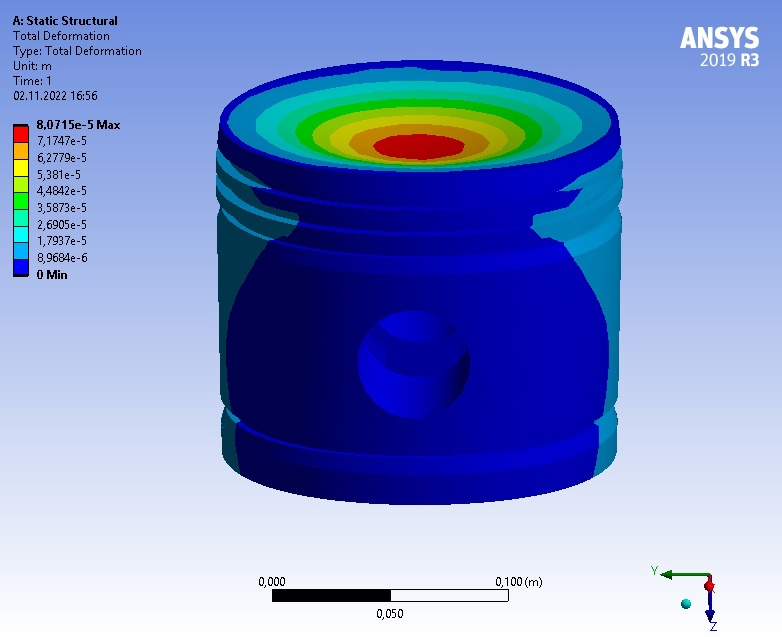 A: Static Structural
Total Deformation
Type: Total Deformation
Unit: m
Time: 1
02.11.2022 16:56
8,0715e-5 Max
7,1747e-5
6,2779e-5
5,381e-5
4,4842e-5
3,5873e-5
2,6905e-5
1,7937e-5
8,9684e-6
0 Min
ANSYS
2019 R3
0,000
0,100 (m)
0,050
Y
X
Z